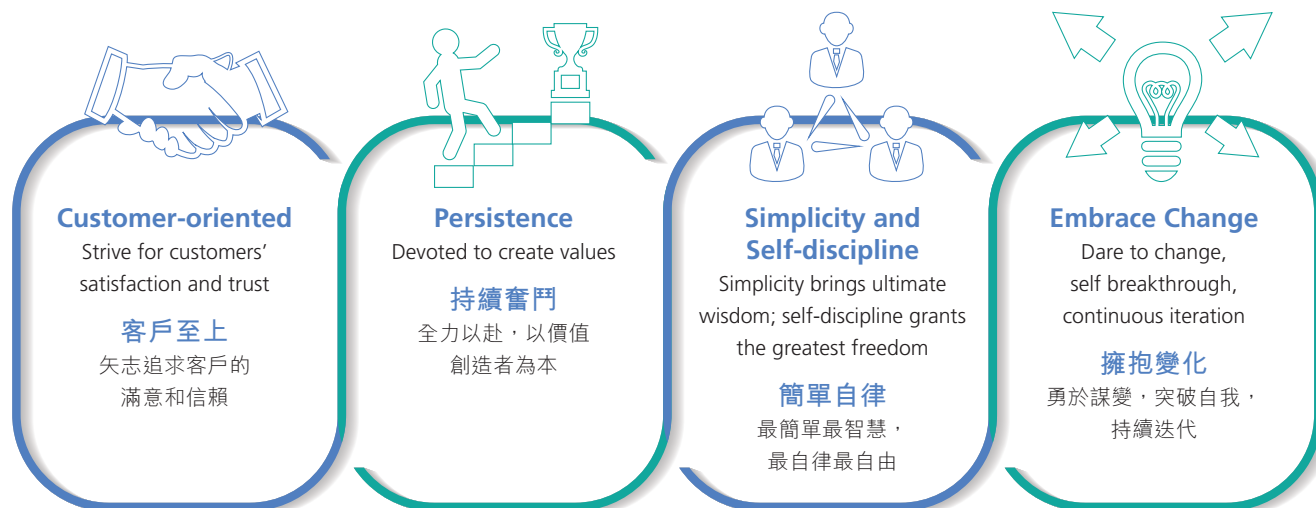 Customer-oriented
Strive for customers’
satisfaction and trust
客戶至上
矢志追求客戶的
滿意和信賴
Persistence
Devoted to create values
持續奮鬥
全力以赴，以價值
創造者為本
Simplicity and
Self-discipline
Simplicity brings ultimate
wisdom; self-discipline grants
the greatest freedom
簡單自律
最簡單最智慧，
最自律最自由
Embrace Change
Dare to change,
self breakthrough,
continuous iteration
擁抱變化
勇於謀變，突破自我，
持續迭代